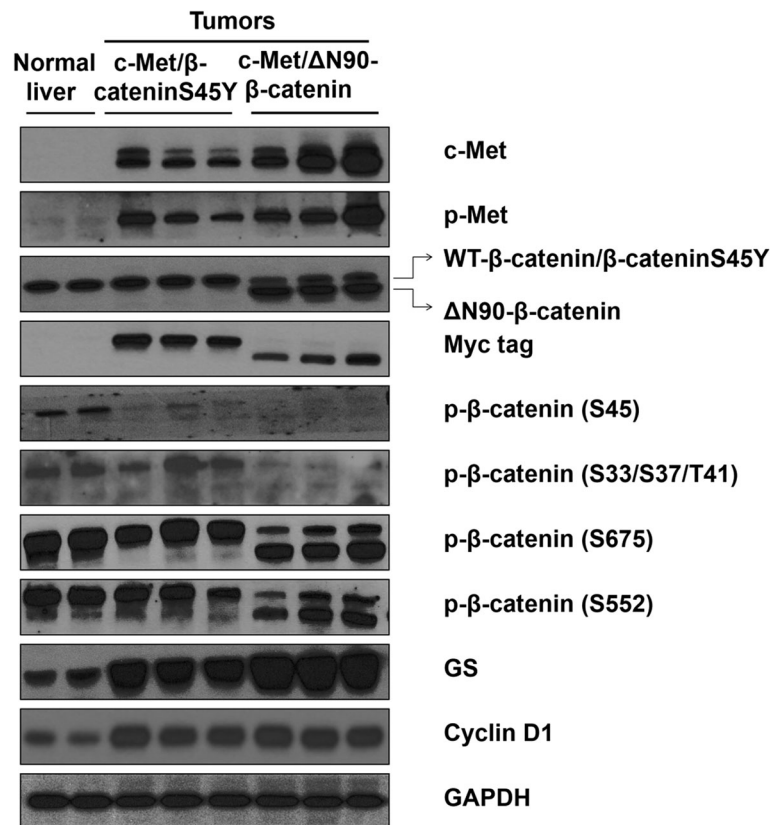 Tumors
Normal liver
c-Met/β-cateninS45Y
c-Met/ΔN90-β-catenin
c-Met
p-Met
WT-β-catenin/β-cateninS45Y
ΔN90-β-catenin
Myc tag
p-β-catenin (S45)
p-β-catenin (S33/S37/T41)
p-β-catenin (S675)
p-β-catenin (S552)
GS
Cyclin D1
GAPDH